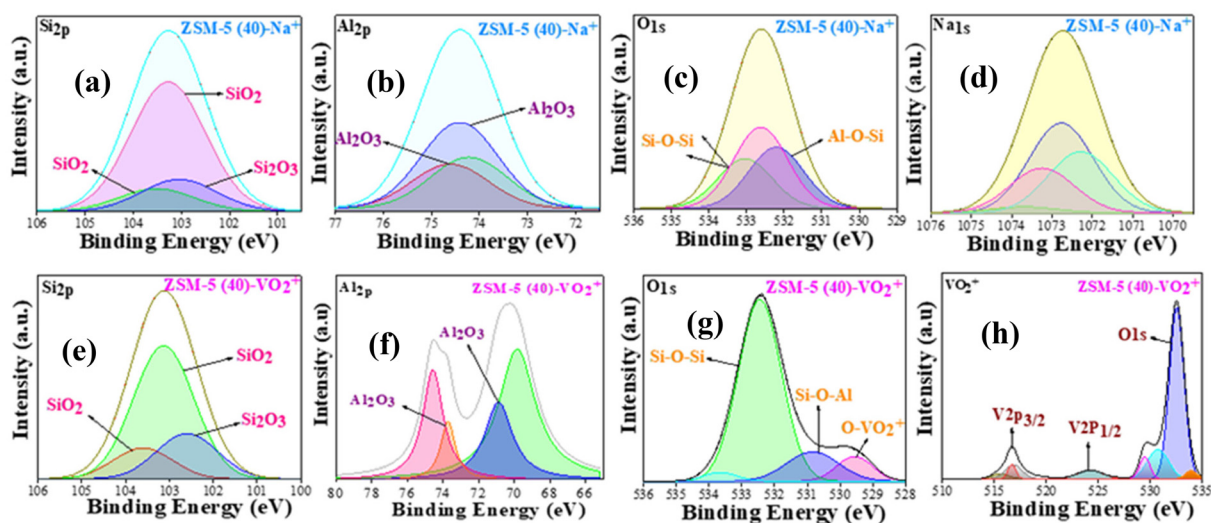 Si2p
ZSM-5 (40)-Na+
(a)
SiO2
SiO2
Si2O3
Intensity (a.u.)
106 105 104 103 102 101
Binding Energy (eV)
Al2p
ZSM-5 (40)-Na+
(b)
Al2O3
Al2O3
Intensity (a.u.)
77 76 75 74 73 72
Binding Energy (eV)
O1s
ZSM-5 (40)-Na+
(c)
Si-O-Si
Al-O-Si
Intensity (a.u.)
536 535 534 533 532 531 530 529
Binding Energy (eV)
Na1s
ZSM-5 (40)-Na+
(d)
Intensity (a.u.)
1076 1075 1074 1073 1072 1071 1070
Binding Energy (eV)
Si2p
ZSM-5 (40)-VO2+
(e)
SiO2
SiO2
Si2O3
Intensity (a.u.)
106 105 104 103 102 101 100
Binding Energy (eV)
Al2p
ZSM-5 (40)-VO2+
(f)
Al2O3
Al2O3
Intensity (a.u)
80 78 76 74 72 70 68 66
Binding Energy (eV)
O1s
ZSM-5 (40)-VO2+
(g)
Si-O-Si
Si-O-Al
O-VO2+
Intensity (a.u)
536 535 534 533 532 531 530 529 528
Binding Energy (eV)
VO2+
ZSM-5 (40)-VO2+
(h)
O1s
V2p3/2
V2P1/2
Intensity (a.u)
510 515 520 525 530 535
Binding Energy (eV)